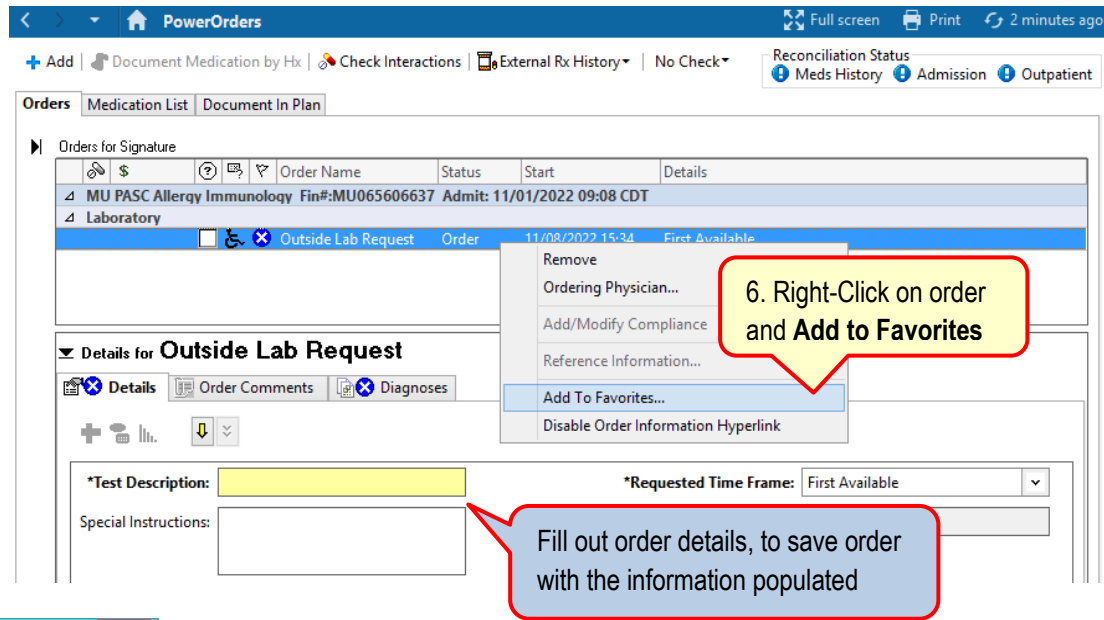 PowerOrders Full screen Print 2 minutes ago
Add Document Medication by Hx Check Interactions External Rx History No Check
Reconciliation Status
Meds History Admission Outpatient
Orders Medication List Document In Plan
Orders for Signature
$ Order Name Status Start Details
MU PASC Allergy Immunology Fin#:MU065606637 Admit: 11/01/2022 09:08 CDT
Laboratory
Outside Lab Request Order 11/08/2022 15:34 First Available
Remove
Ordering Physician...
Add/Modify Compliance
Reference Information...
Add To Favorites...
Disable Order Information Hyperlink
6. Right-Click on order
and Add to Favorites
Details for Outside Lab Request
Details Order Comments Diagnoses
*Test Description: *Requested Time Frame: First Available
Special Instructions:
Fill out order details, to save order
with the information populated